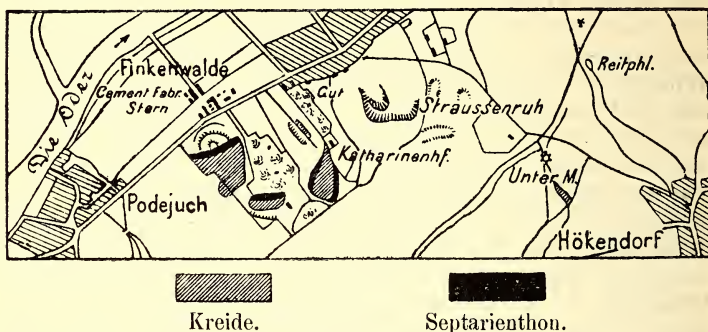 Finkenwalde
Cement Fabr.
Stern
Gut
Straussenruh
Reitphl.
Die Oder
Katharinenhf.
Unter M.
Podejuch
Hökendorf
Kreide.
Septarienthon.